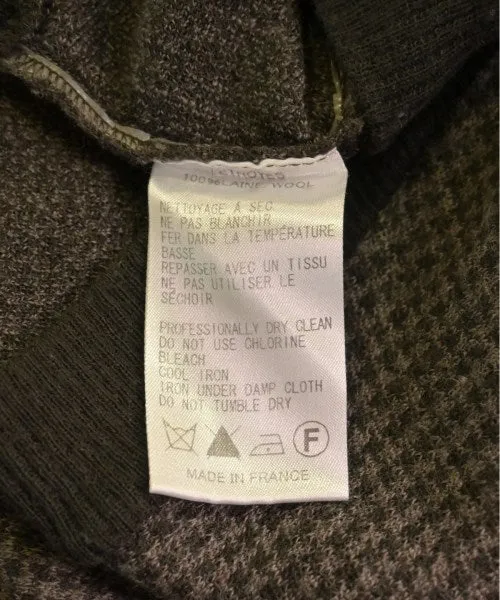 100%LAINE WOOL
NETTOYAGE A SEC
NE PAS BLANCHIR
FER DANS LA TEMPÉRATURE
BASSE
REPASSER AVEC UN TISSU
NE PAS UTILISER LE
SÉCHOIR
PROFESSIONALLY DRY CLEAN
DO NOT USE CHLORINE
BLEACH
COOL IRON
IRON UNDER DAMP CLOTH
DO NOT TUMBLE DRY
F
MADE IN FRANCE